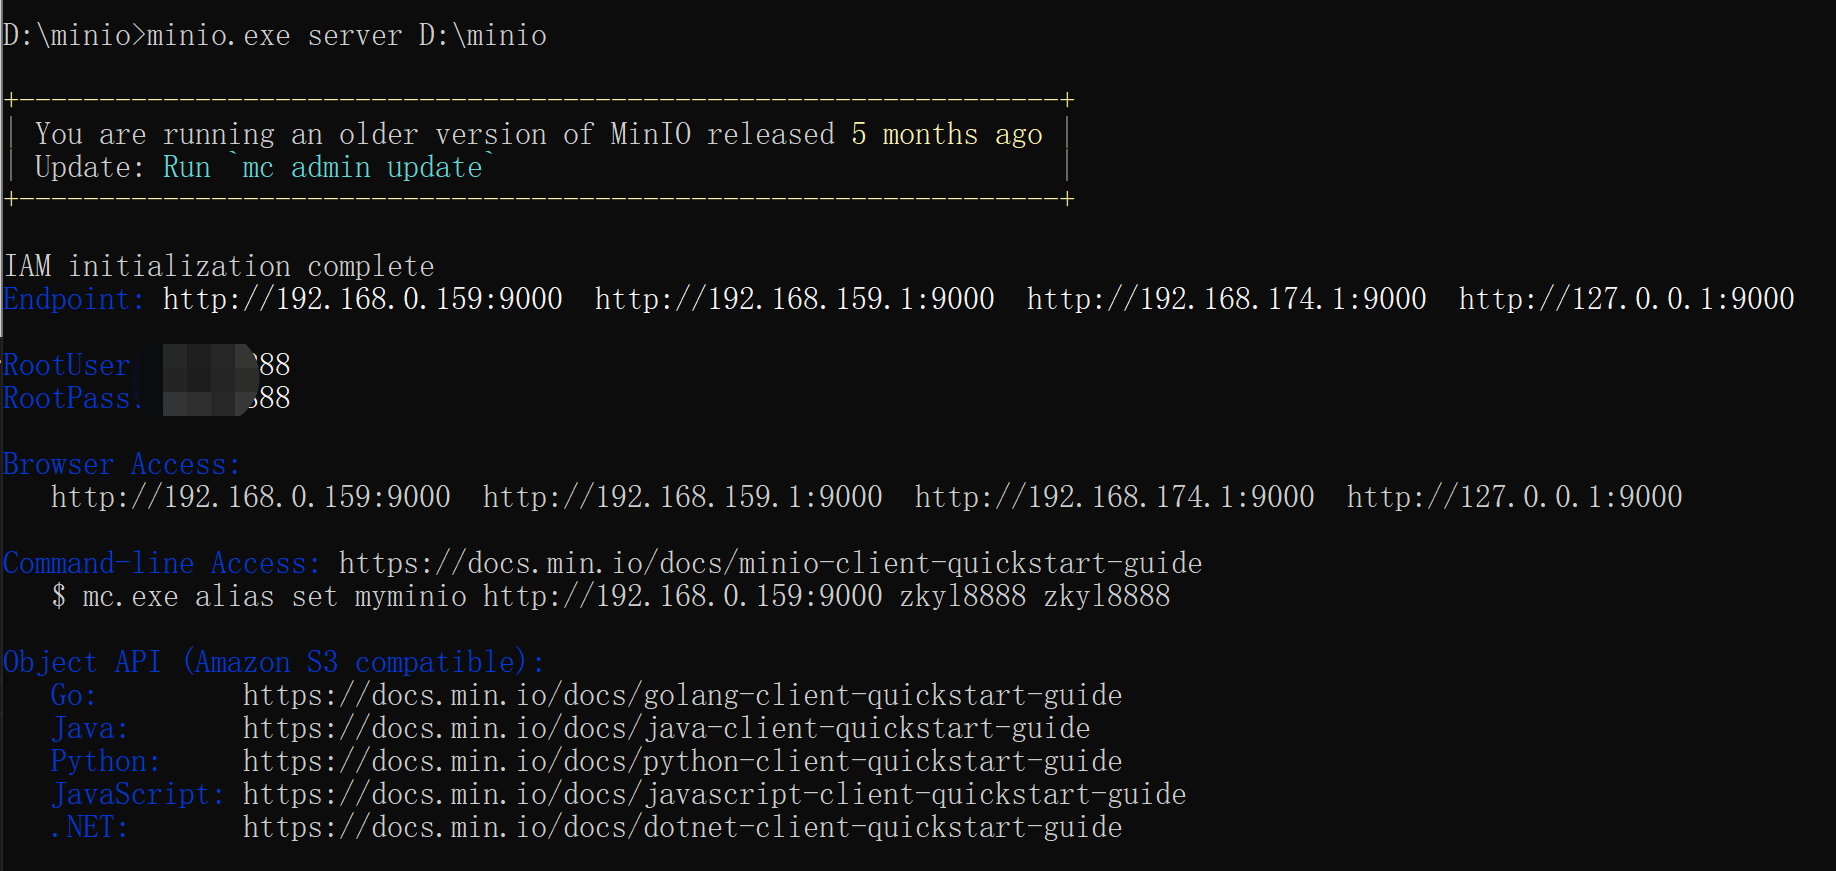 D:\minio>minio.exe server D:\minio
You are running an older version of MinIO released 5 months ago
Update: Run `mc admin update`
IAM initialization complete
Endpoint: http://192.168.0.159:9000 http://192.168.159.1:9000 http://192.168.174.1:9000 http://127.0.0.1:9000
RootUser
RootPass:
Browser Access:
http://192.168.0.159:9000 http://192.168.159.1:9000 http://192.168.174.1:9000 http://127.0.0.1:9000
Command-line Access: https://docs.min.io/docs/minio-client-quickstart-guide
$ mc.exe alias set myminio http://192.168.0.159:9000 zkyl8888 zkyl8888
Object API (Amazon S3 compatible):
Go: https://docs.min.io/docs/golang-client-quickstart-guide
Java: https://docs.min.io/docs/java-client-quickstart-guide
Python: https://docs.min.io/docs/python-client-quickstart-guide
JavaScript: https://docs.min.io/docs/javascript-client-quickstart-guide
.NET: https://docs.min.io/docs/dotnet-client-quickstart-guide